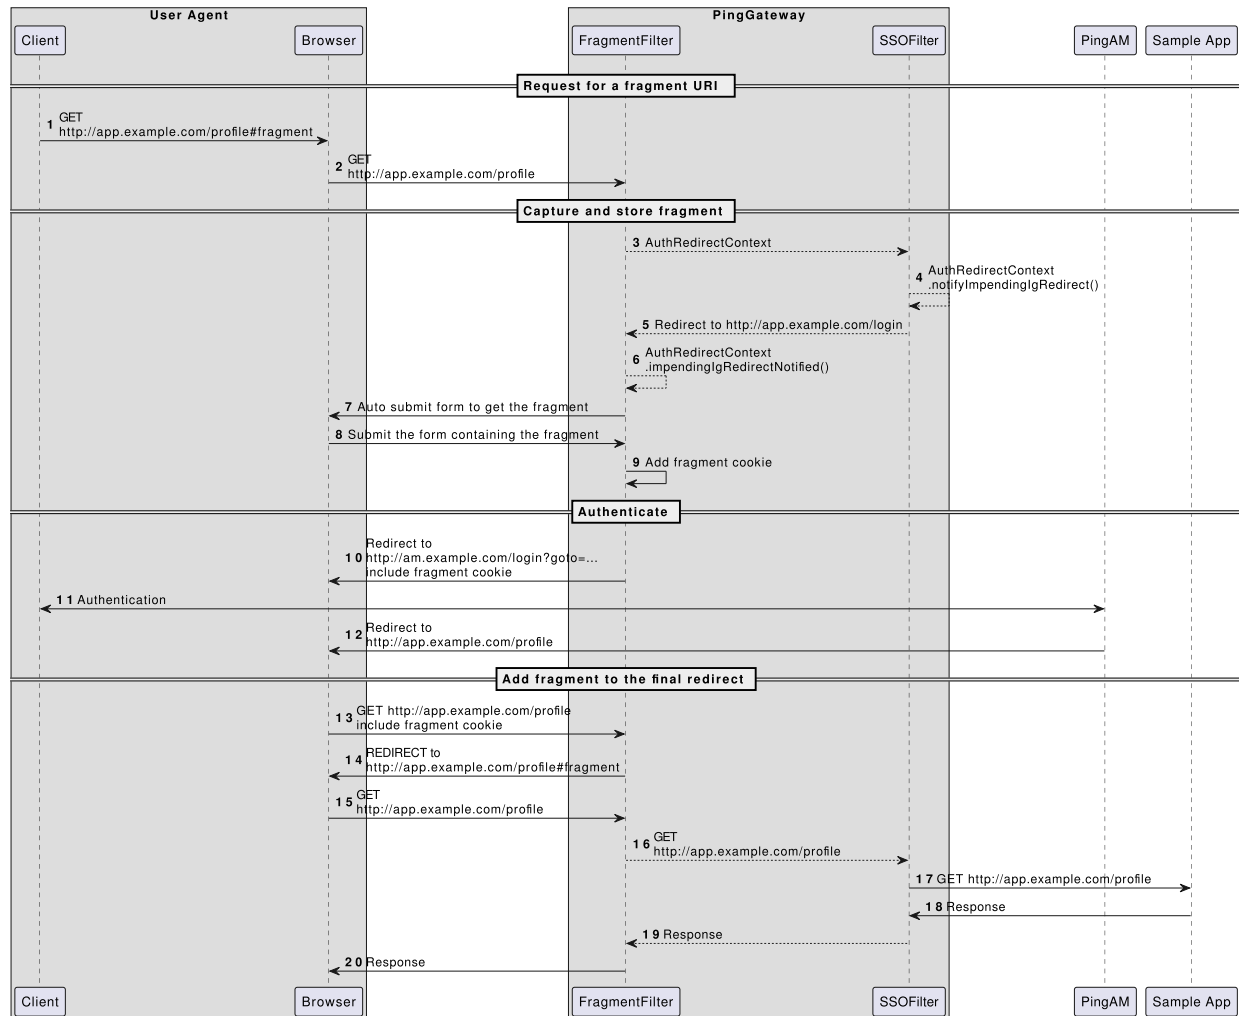 User Agent
PingGateway
Client
Browser
FragmentFilter
SSOFilter
PingAM
Sample App
Request for a fragment URI
1 GET
http://app.example.com/profile#fragment
2 GET
http://app.example.com/profile
Capture and store fragment
3 AuthRedirectContext
4 AuthRedirectContext
.notifyImpendingIgRedirect()
5 Redirect to http://app.example.com/login
6 AuthRedirectContext
.impendingIgRedirectNotified()
7 Auto submit form to get the fragment
8 Submit the form containing the fragment
9 Add fragment cookie
Authenticate
10 Redirect to
http://am.example.com/login?goto=...
include fragment cookie
11 Authentication
12 Redirect to
http://app.example.com/profile
Add fragment to the final redirect
13 GET http://app.example.com/profile
include fragment cookie
14 REDIRECT to
http://app.example.com/profile#fragment
15 GET
http://app.example.com/profile
16 GET
http://app.example.com/profile
17 GET http://app.example.com/profile
18 Response
19 Response
20 Response
Client
Browser
FragmentFilter
SSOFilter
PingAM
Sample App